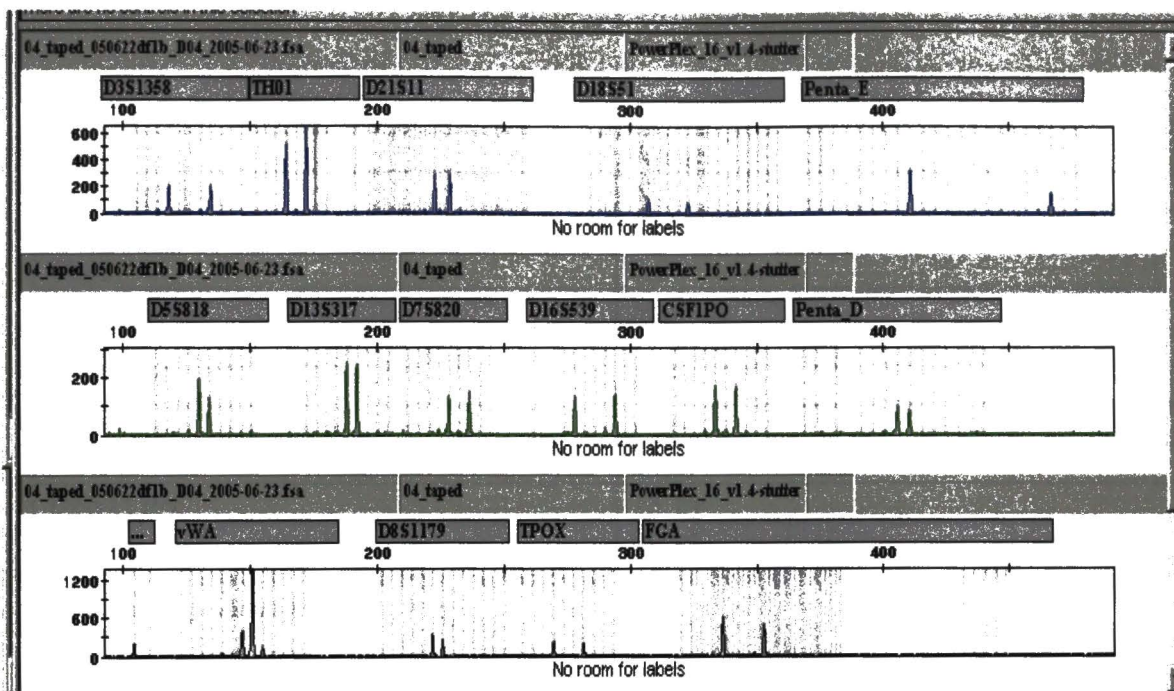 04_taped_050622df1b_D04_2005-06-23.fsa 04_taped PowerPlex_16_v1.4-stutter
D3S1358 TH01 D21S11 D18S51 Penta_E
100 200 300 400
600
400
200
0
No room for labels
04_taped_050622df1b_D04_2005-06-23.fsa 04_taped PowerPlex_16_v1.4-stutter
D5S818 D13S317 D7S820 D16S539 CSF1PO Penta_D
100 200 300 400
200
0
No room for labels
04_taped_050622df1b_D04_2005-06-23.fsa 04_taped PowerPlex_16_v1.4-stutter
... vWA D8S1179 TPOX FGA
100 200 300 400
1200
600
0
No room for labels